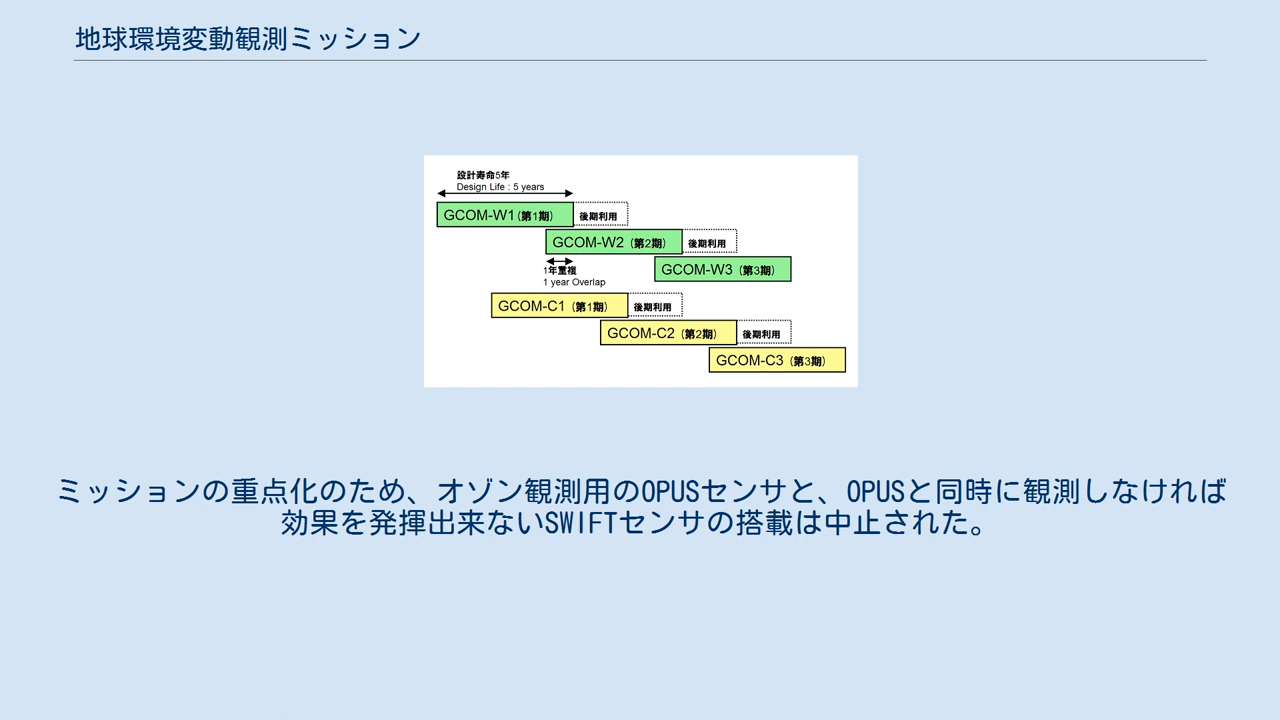 地球環境変動観測ミッション
設計寿命5年
Design Life : 5 years
GCOM-W1 (第1期)
後期利用
GCOM-W2 (第2期)
後期利用
1年重複
1 year Overlap
GCOM-W3 (第3期)
GCOM-C1 (第1期)
後期利用
GCOM-C2 (第2期)
後期利用
GCOM-C3 (第3期)
ミッションの重点化のため、オゾン観測用のOPUSセンサと、OPUSと同時に観測しなければ
効果を発揮出来ないSWIFTセンサの搭載は中止された。